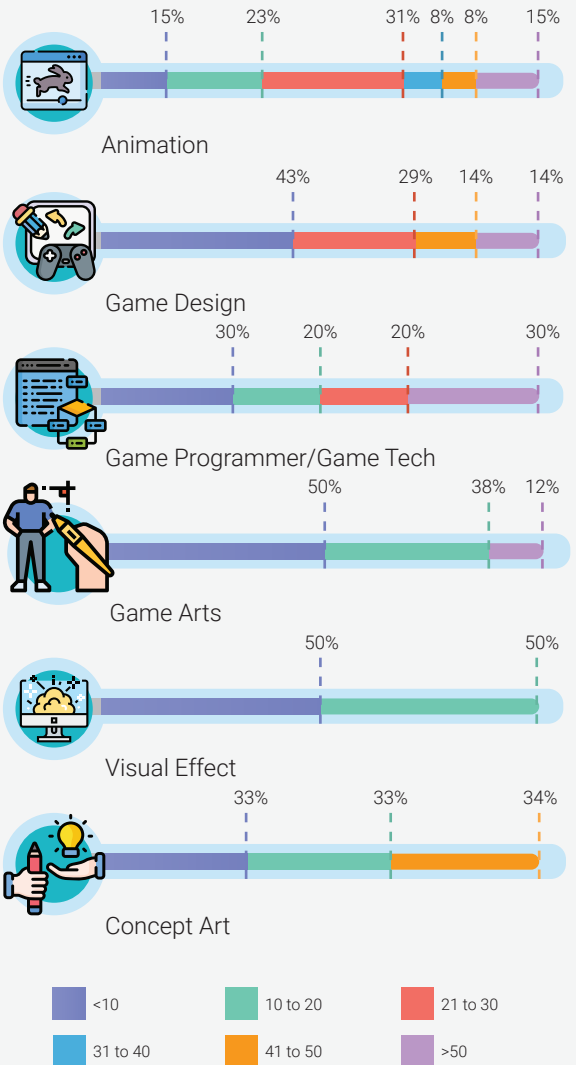 15% 23% 31% 8% 8% 15%
Animation
43% 29% 14% 14%
Game Design
30% 20% 20% 30%
Game Programmer/Game Tech
50% 38% 12%
Game Arts
50% 50%
Visual Effect
33% 33% 34%
Concept Art
<10 10 to 20 21 to 30
31 to 40 41 to 50 >50